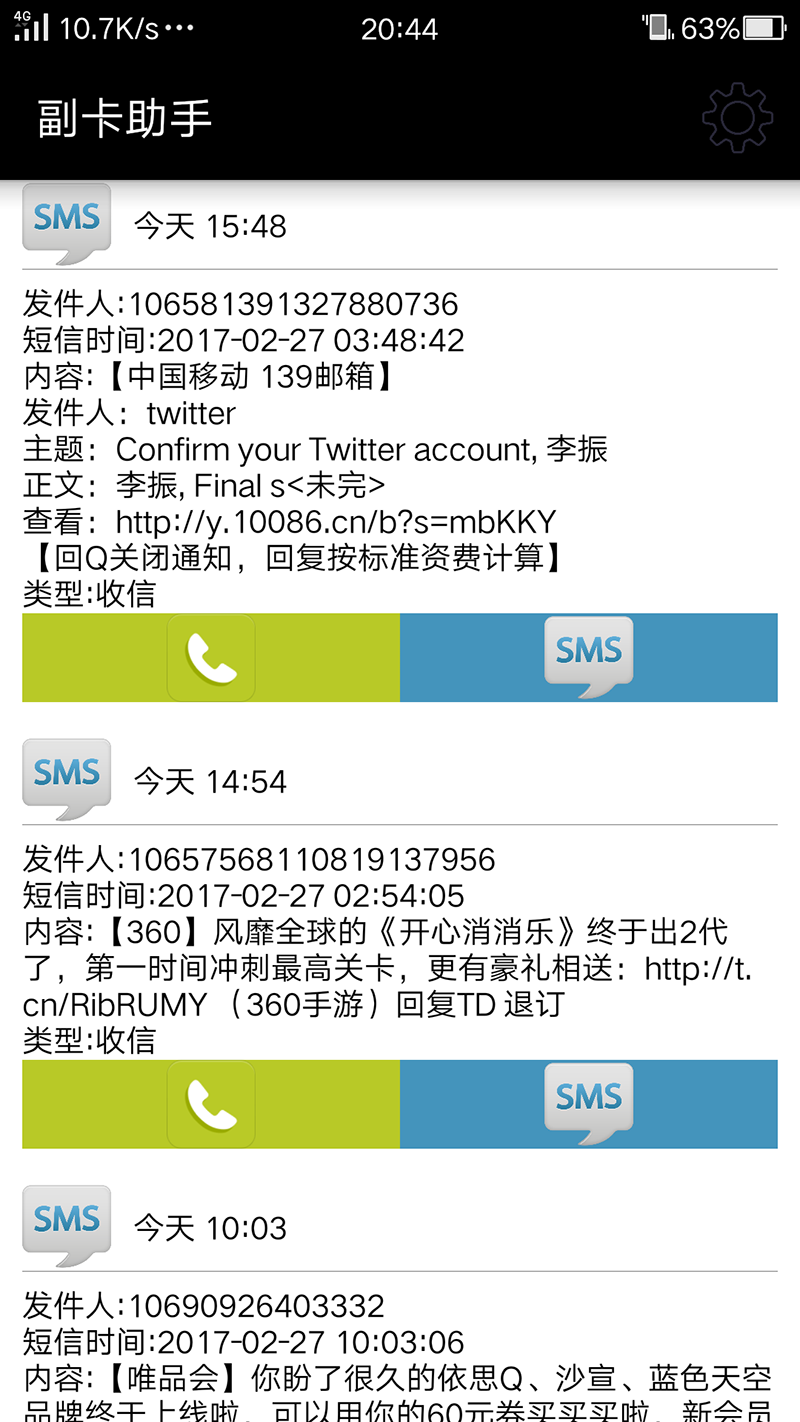 4G 10.7K/s··· 20:44 63%
副卡助手
SMS 今天 15:48
发件人:106581391327880736
短信时间:2017-02-27 03:48:42
内容:【中国移动 139邮箱】
发件人：twitter
主题：Confirm your Twitter account, 李振
正文：李振, Final s<未完>
查看：http://y.10086.cn/b?s=mbKKY
【回Q关闭通知，回复按标准资费计算】
类型:收信
SMS
SMS 今天 14:54
发件人:10657568110819137956
短信时间:2017-02-27 02:54:05
内容:【360】风靡全球的《开心消消乐》终于出2代
了，第一时间冲刺最高关卡，更有豪礼相送：http://t.
cn/RibRUMY （360手游）回复TD 退订
类型:收信
SMS
SMS 今天 10:03
发件人:10690926403332
短信时间:2017-02-27 10:03:06
内容:【唯品会】你盼了很久的依思Q、沙宣、蓝色天空
品牌终于上线啦，可以用你的60元券买买买啦，新会员